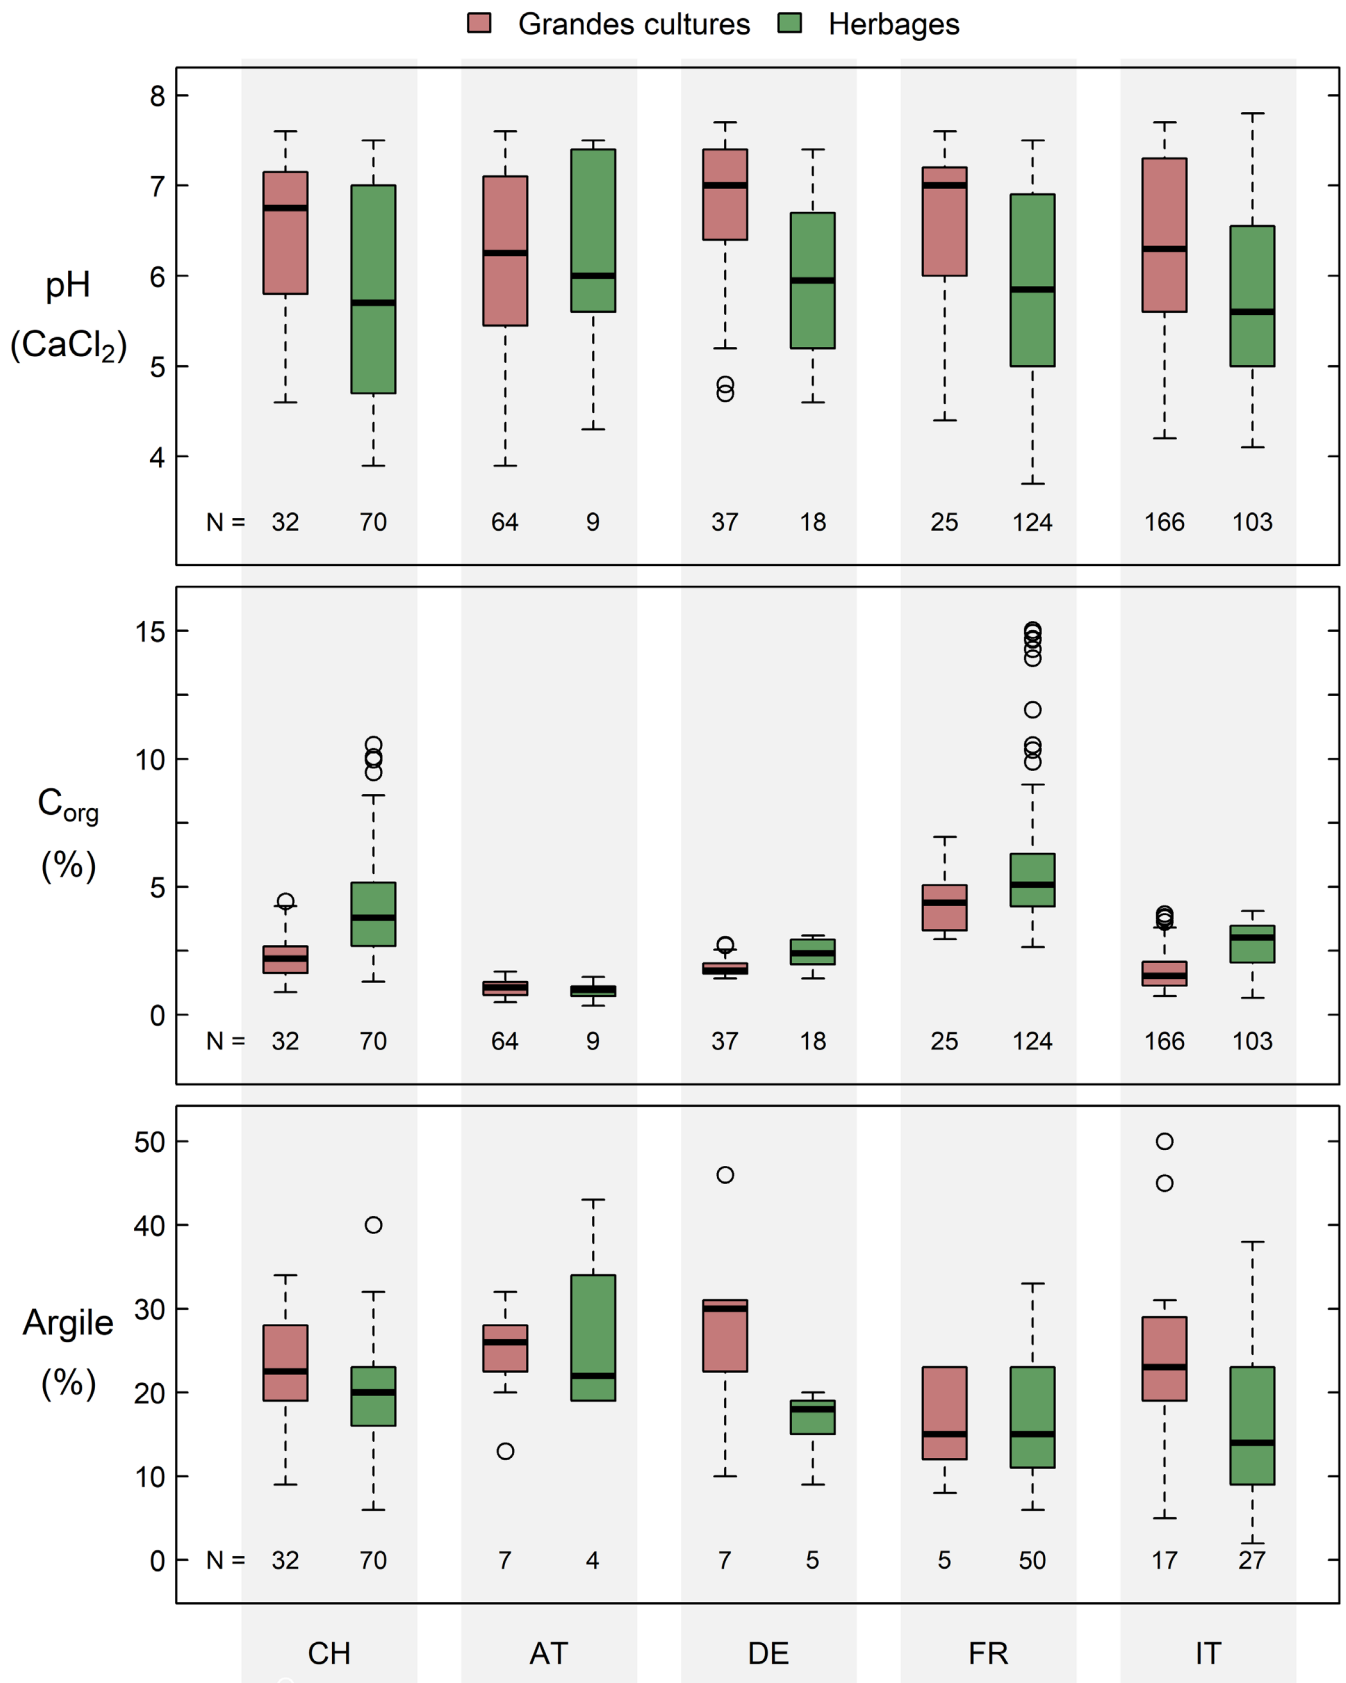 Grandes cultures Herbages
8
7
6
5
4
pH
(CaCl₂)
N = 32 70 64 9 37 18 25 124 166 103
15
10
5
0
Corg
(%)
N = 32 70 64 9 37 18 25 124 166 103
50
40
30
20
10
0
Argile
(%)
N = 32 70 7 4 7 5 5 50 17 27
CH AT DE FR IT